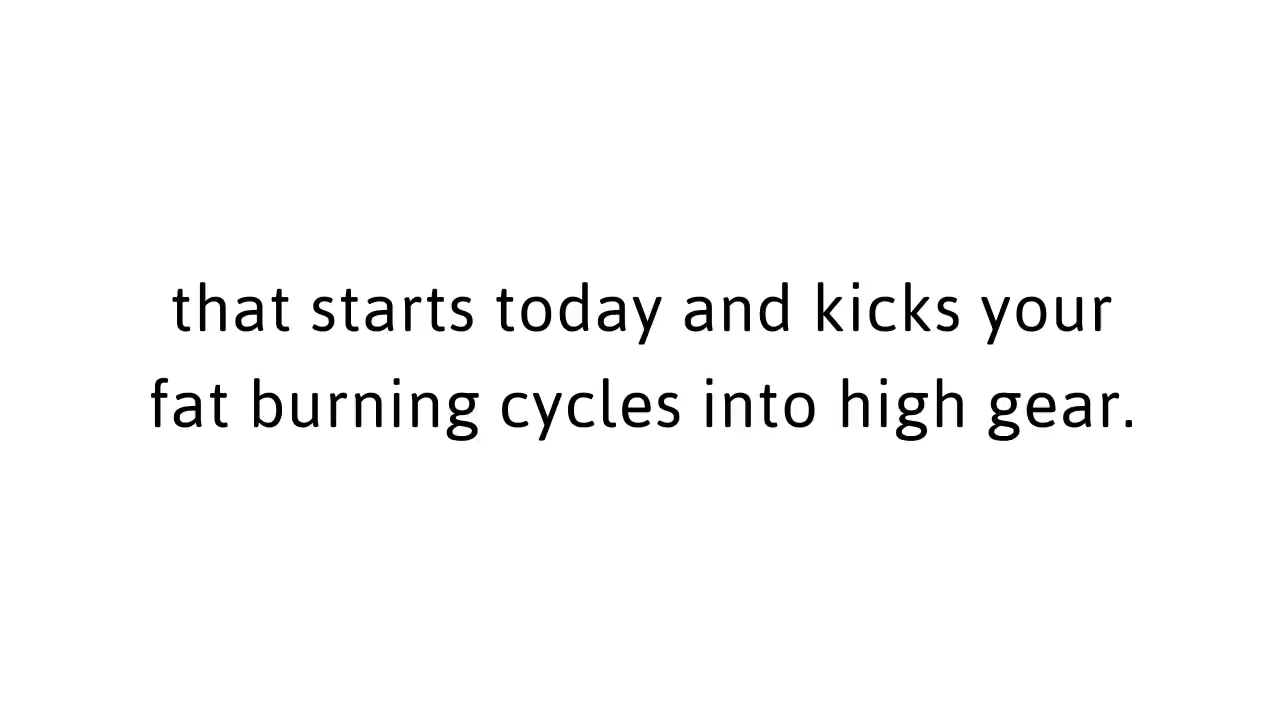 that starts today and kicks your
fat burning cycles into high gear.